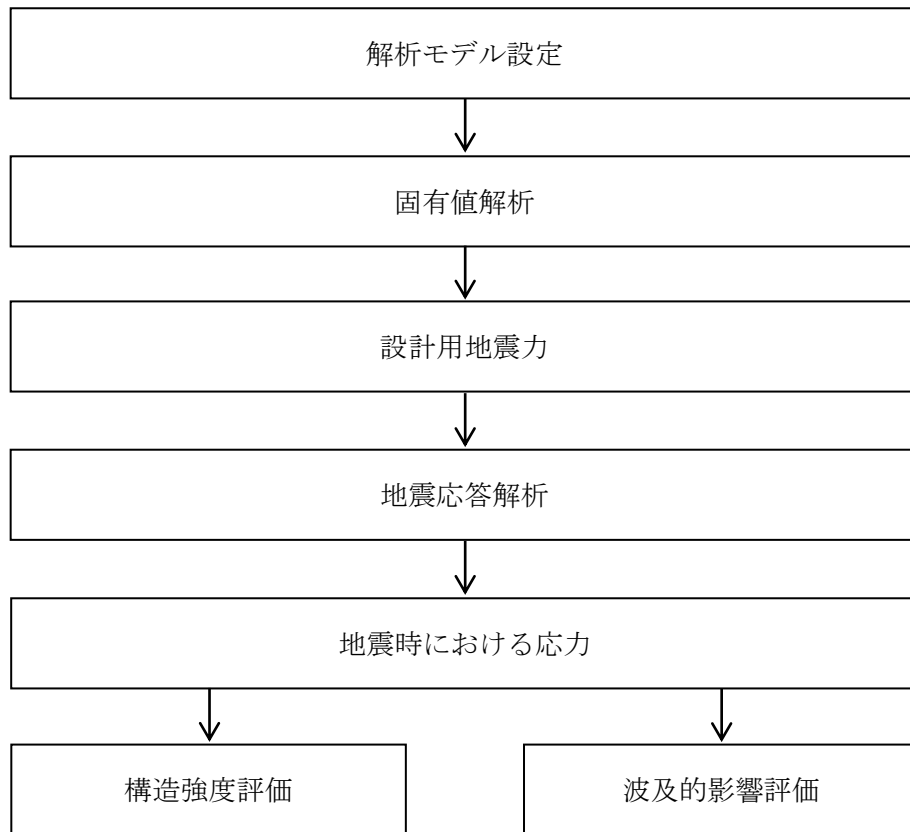 解析モデル設定
固有値解析
設計用地震力
地震応答解析
地震時における応力
構造強度評価
波及的影響評価